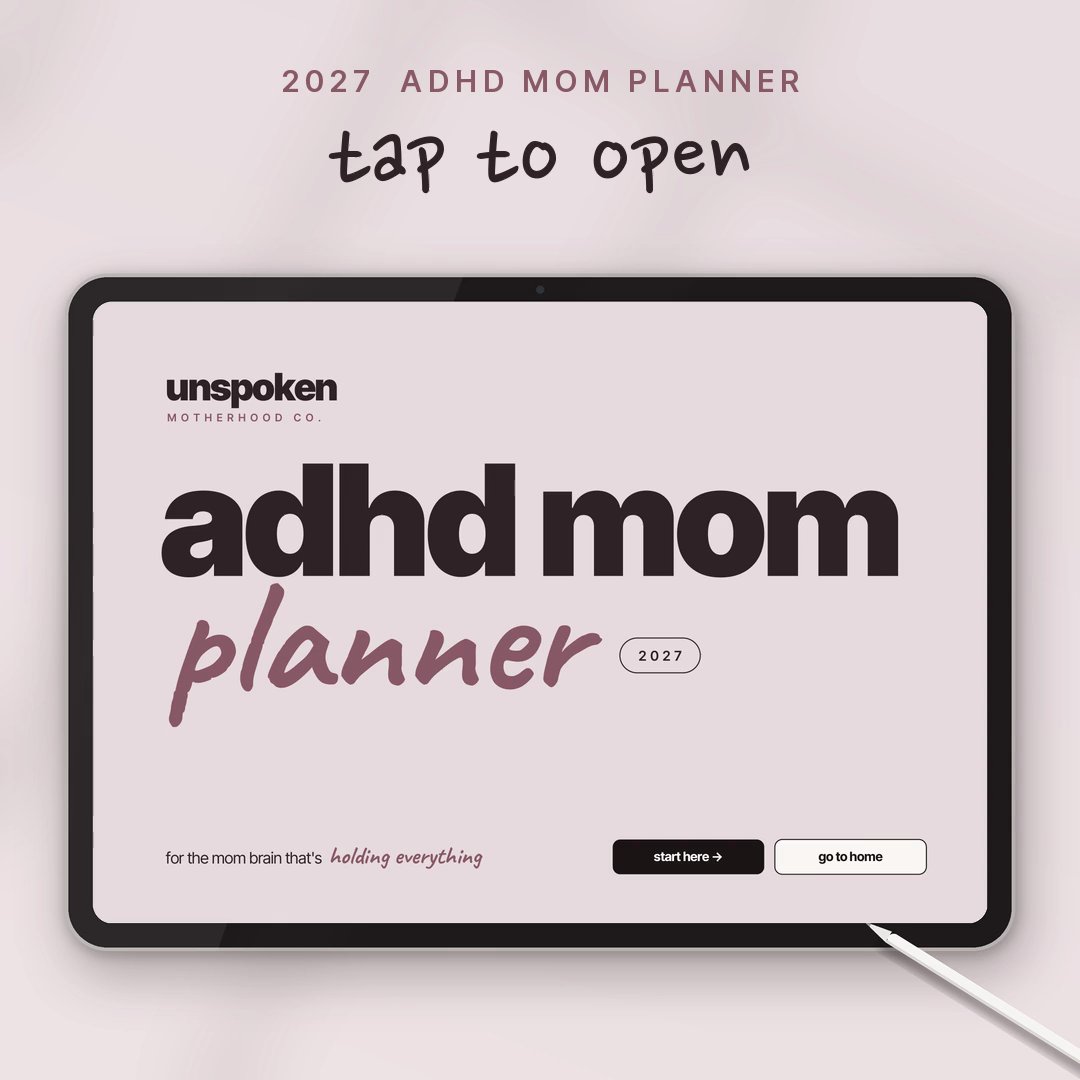 2027 ADHD MOM PLANNER
tap to open
unspoken
MOTHERHOOD CO.
adhd mom
planner
2027
for the mom brain that's holding everything
start here →
go to home